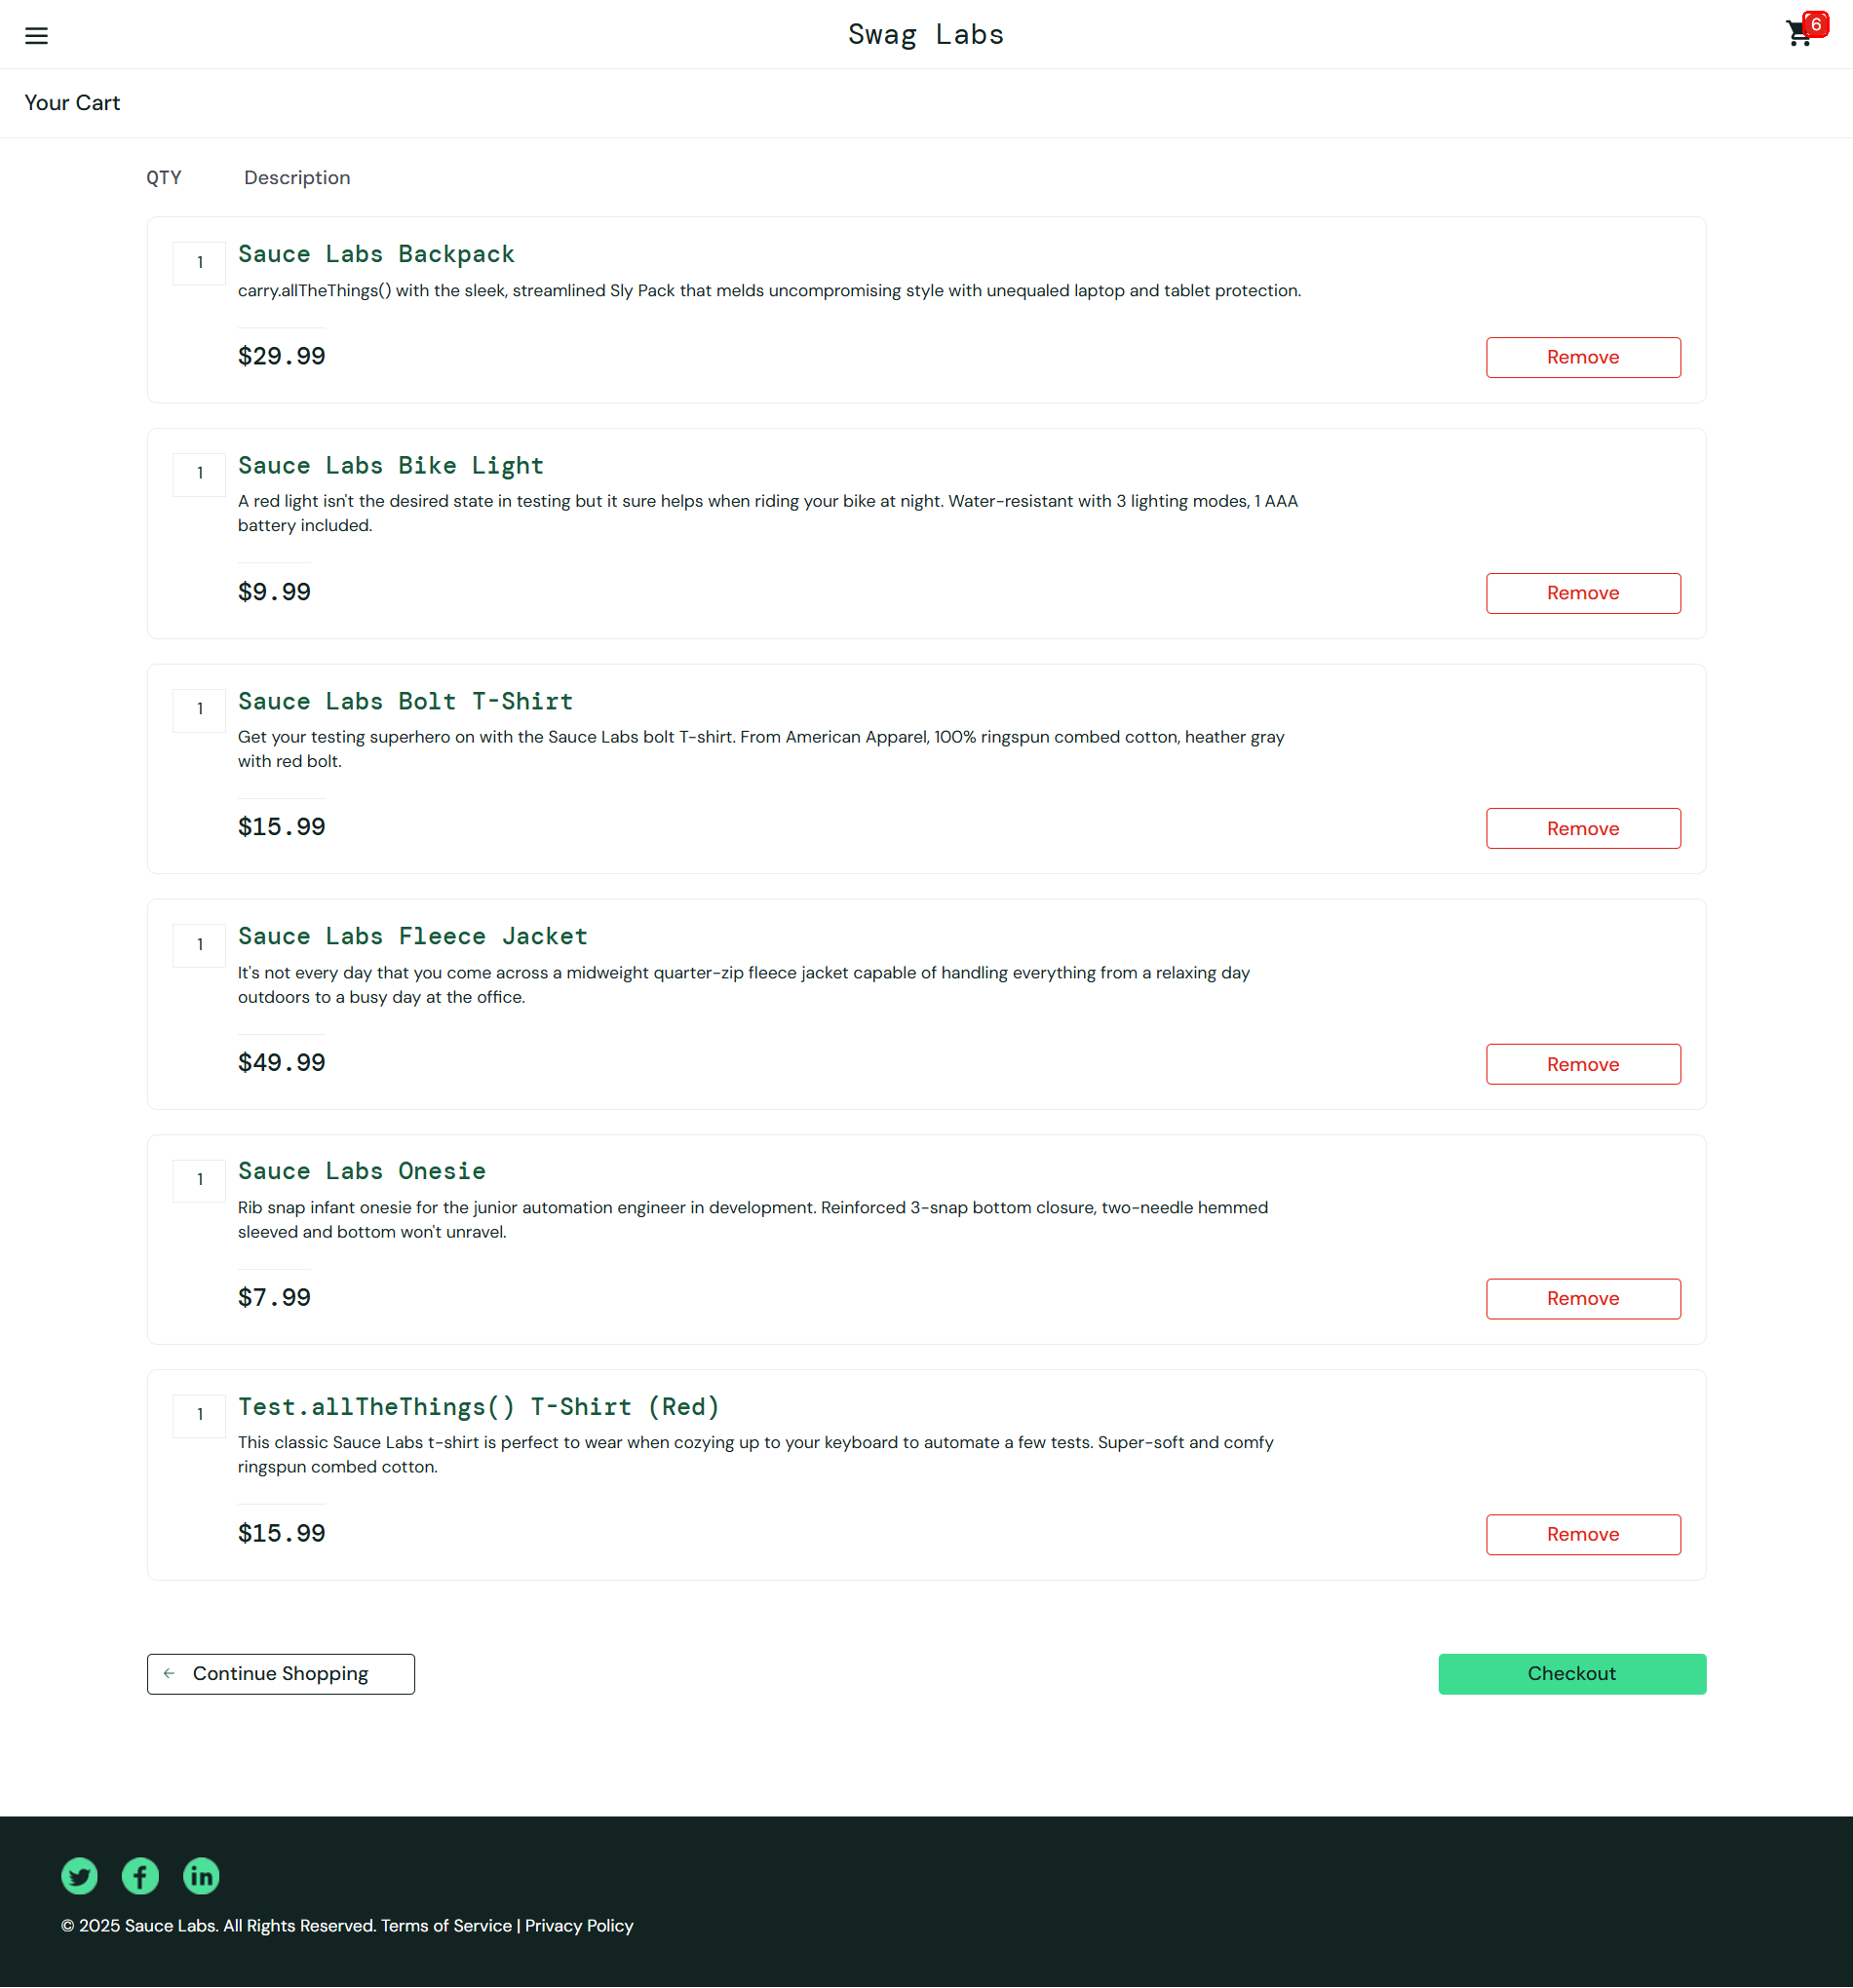 Swag Labs
6
Your Cart
QTY Description
1
Sauce Labs Backpack
carry.allTheThings() with the sleek, streamlined Sly Pack that melds uncompromising style with unequaled laptop and tablet protection.
$29.99
Remove
1
Sauce Labs Bike Light
A red light isn't the desired state in testing but it sure helps when riding your bike at night. Water-resistant with 3 lighting modes, 1 AAA
battery included.
$9.99
Remove
1
Sauce Labs Bolt T-Shirt
Get your testing superhero on with the Sauce Labs bolt T-shirt. From American Apparel, 100% ringspun combed cotton, heather gray
with red bolt.
$15.99
Remove
1
Sauce Labs Fleece Jacket
It's not every day that you come across a midweight quarter-zip fleece jacket capable of handling everything from a relaxing day
outdoors to a busy day at the office.
$49.99
Remove
1
Sauce Labs Onesie
Rib snap infant onesie for the junior automation engineer in development. Reinforced 3-snap bottom closure, two-needle hemmed
sleeved and bottom won't unravel.
$7.99
Remove
1
Test.allTheThings() T-Shirt (Red)
This classic Sauce Labs t-shirt is perfect to wear when cozying up to your keyboard to automate a few tests. Super-soft and comfy
ringspun combed cotton.
$15.99
Remove
Continue Shopping
Checkout
© 2025 Sauce Labs. All Rights Reserved. Terms of Service | Privacy Policy